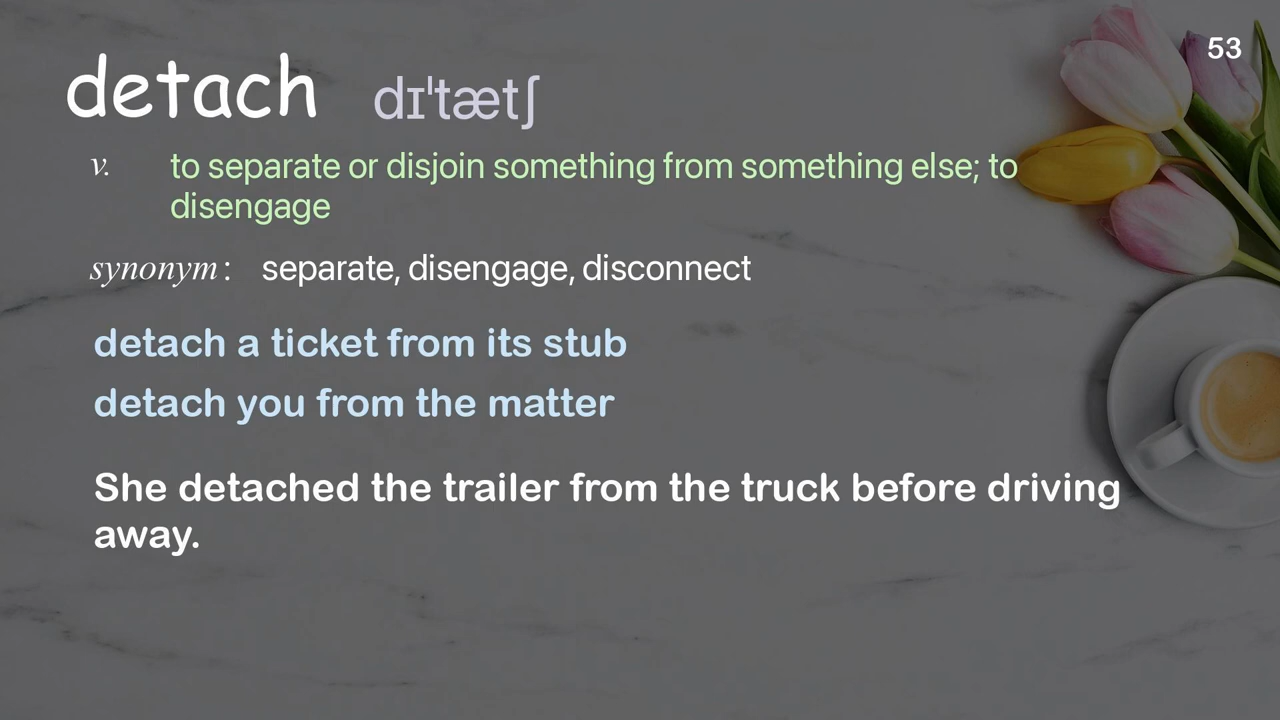 53
detach dɪˈtætʃ
v. to separate or disjoin something from something else; to
disengage
synonym : separate, disengage, disconnect
detach a ticket from its stub
detach you from the matter
She detached the trailer from the truck before driving
away.